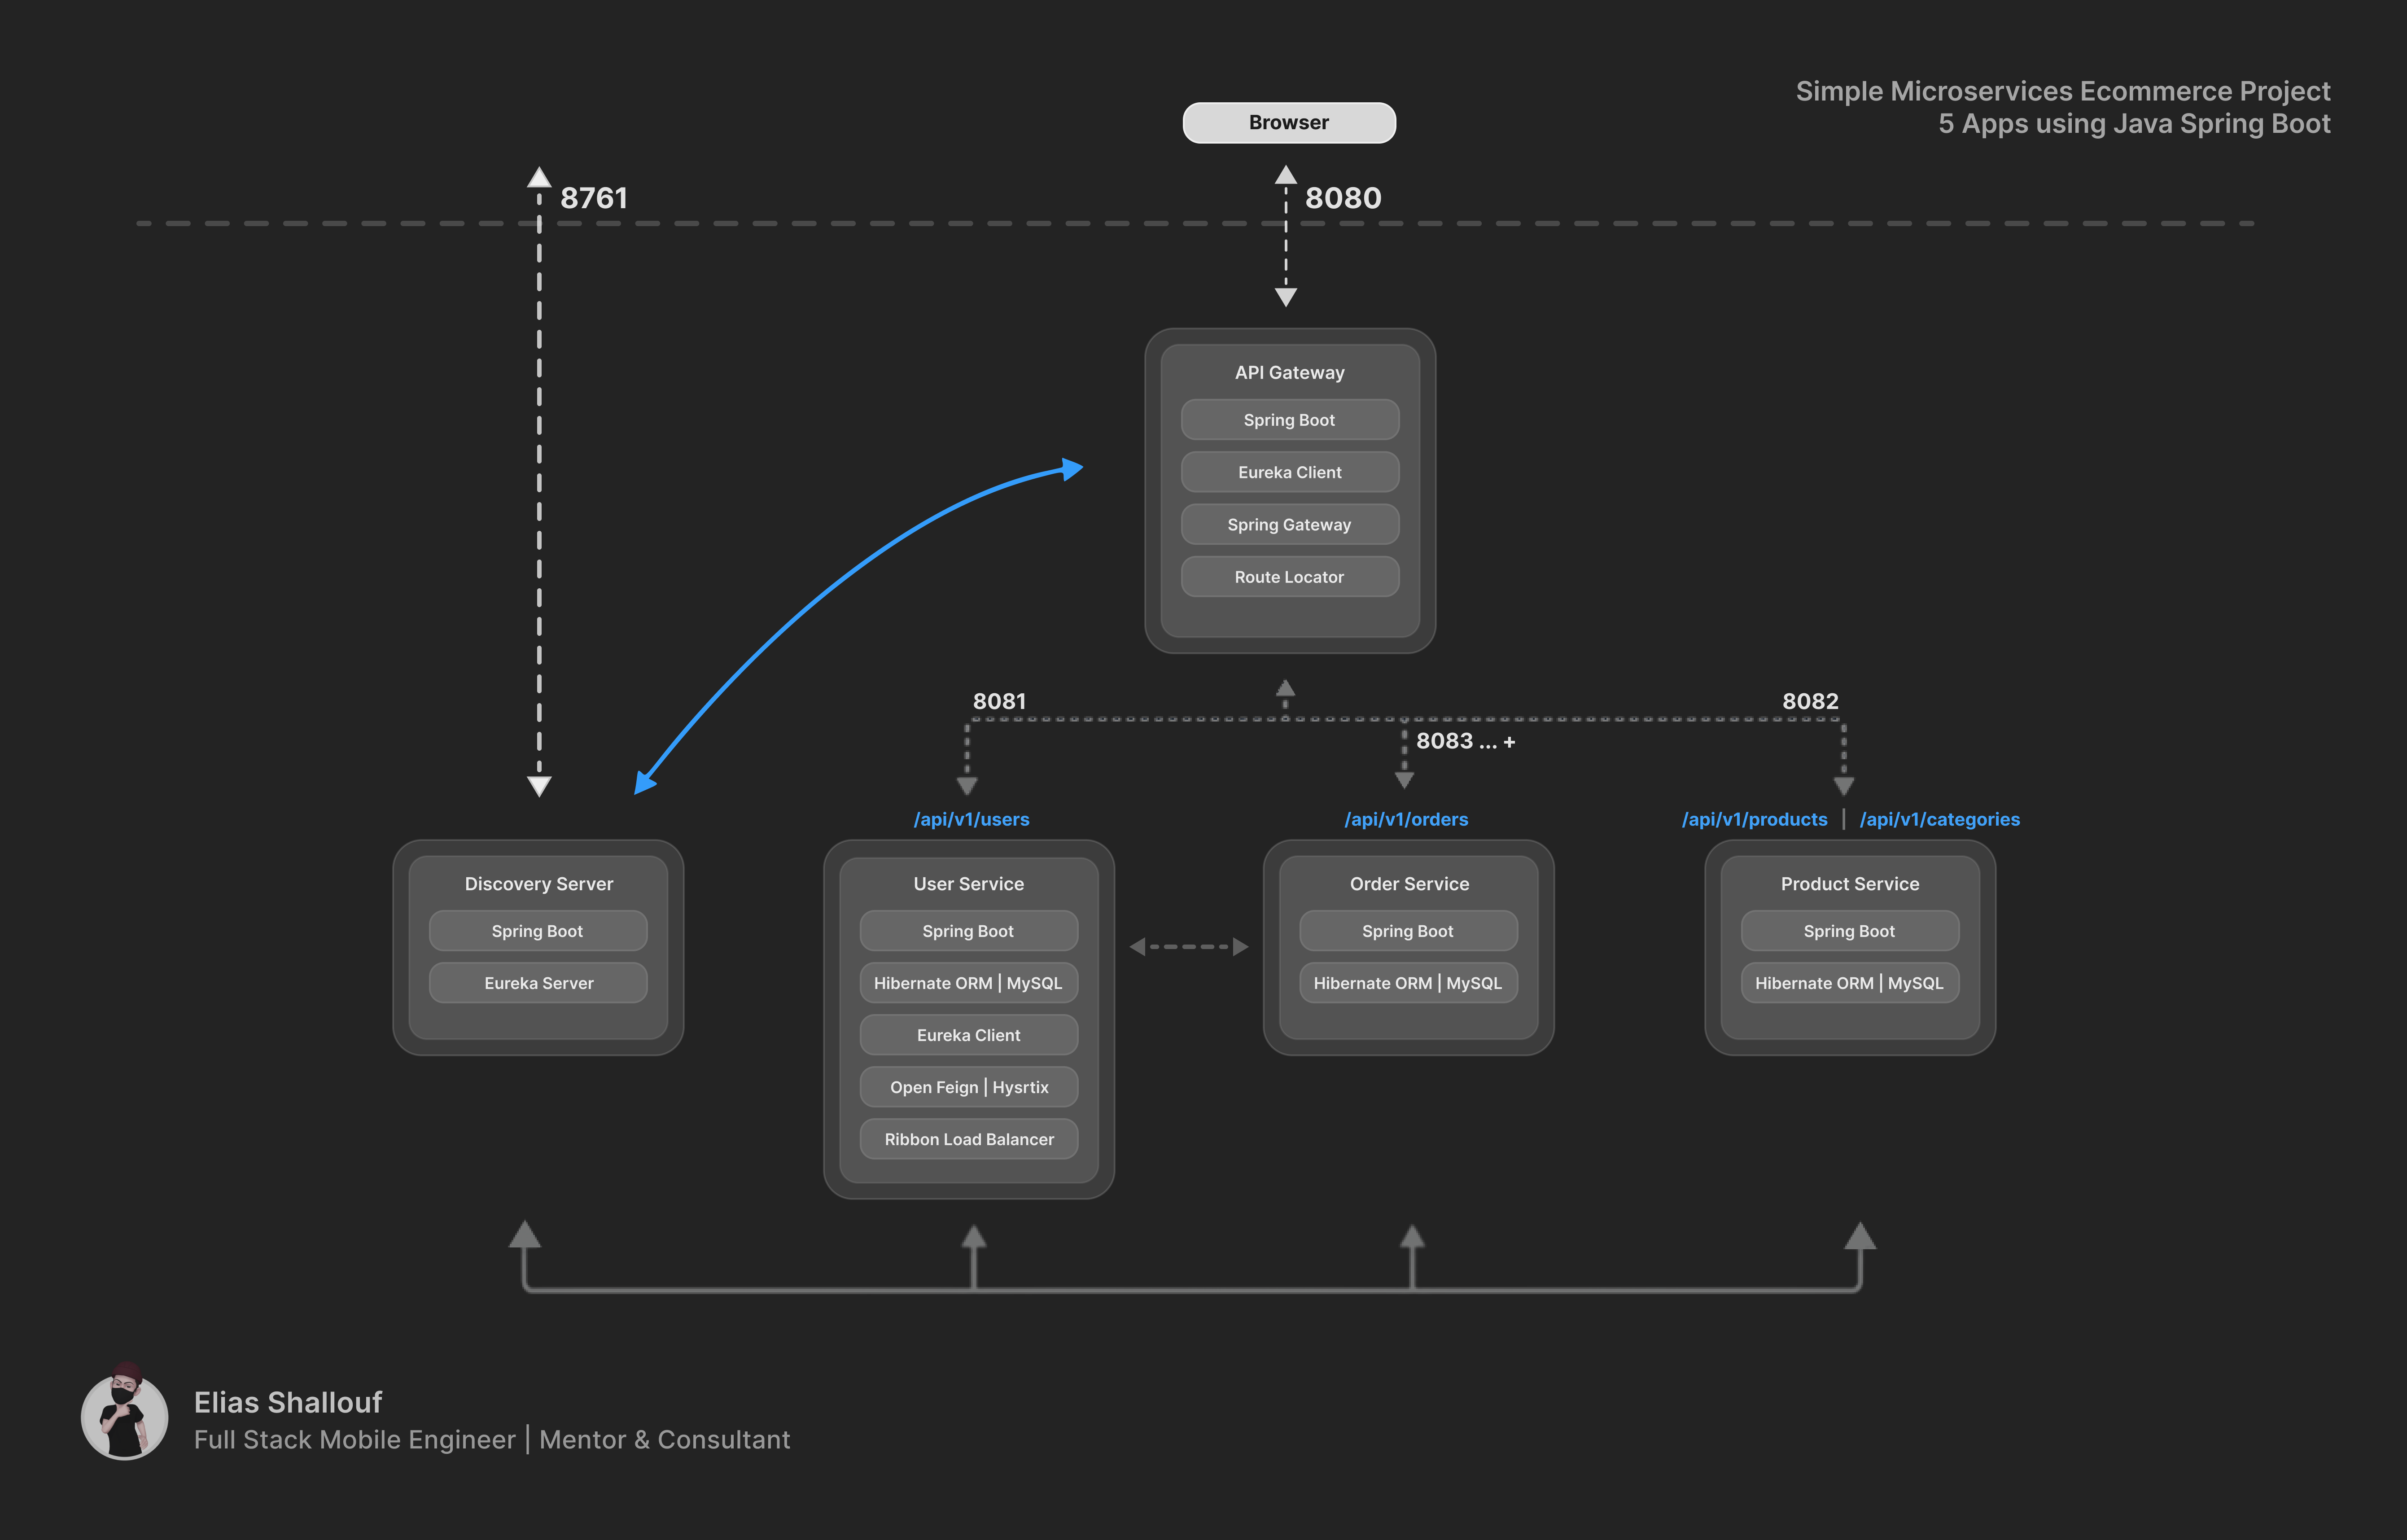 Simple Microservices Ecommerce Project
5 Apps using Java Spring Boot
Browser
8761
8080
API Gateway
Spring Boot
Eureka Client
Spring Gateway
Route Locator
8081
8082
8083 ... +
/api/v1/users
/api/v1/orders
/api/v1/products | /api/v1/categories
Discovery Server
Spring Boot
Eureka Server
User Service
Spring Boot
Hibernate ORM | MySQL
Eureka Client
Open Feign | Hysrtix
Ribbon Load Balancer
Order Service
Spring Boot
Hibernate ORM | MySQL
Product Service
Spring Boot
Hibernate ORM | MySQL
Elias Shallouf
Full Stack Mobile Engineer | Mentor & Consultant